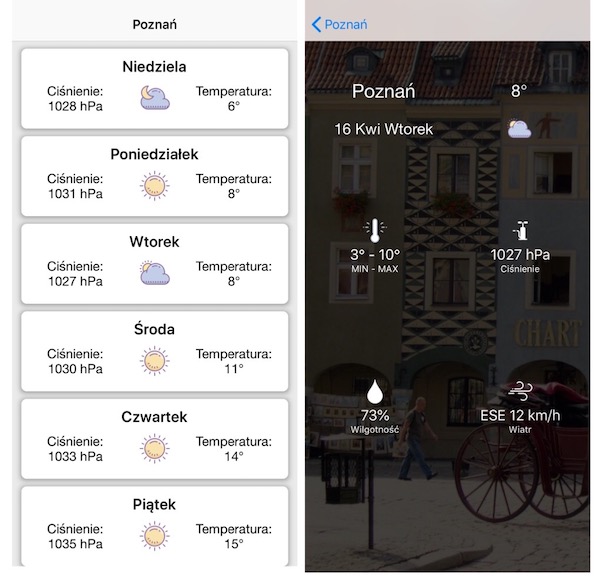 Poznań
Niedziela
Ciśnienie:
1028 hPa
Temperatura:
6°
Poniedziałek
Ciśnienie:
1031 hPa
Temperatura:
8°
Wtorek
Ciśnienie:
1027 hPa
Temperatura:
8°
Środa
Ciśnienie:
1030 hPa
Temperatura:
11°
Czwartek
Ciśnienie:
1033 hPa
Temperatura:
14°
Piątek
Ciśnienie:
1035 hPa
Temperatura:
15°
Poznań
Poznań
8°
16 Kwi Wtorek
3° - 10°
MIN - MAX
1027 hPa
Ciśnienie
CHART
73%
Wilgotność
ESE 12 km/h
Wiatr